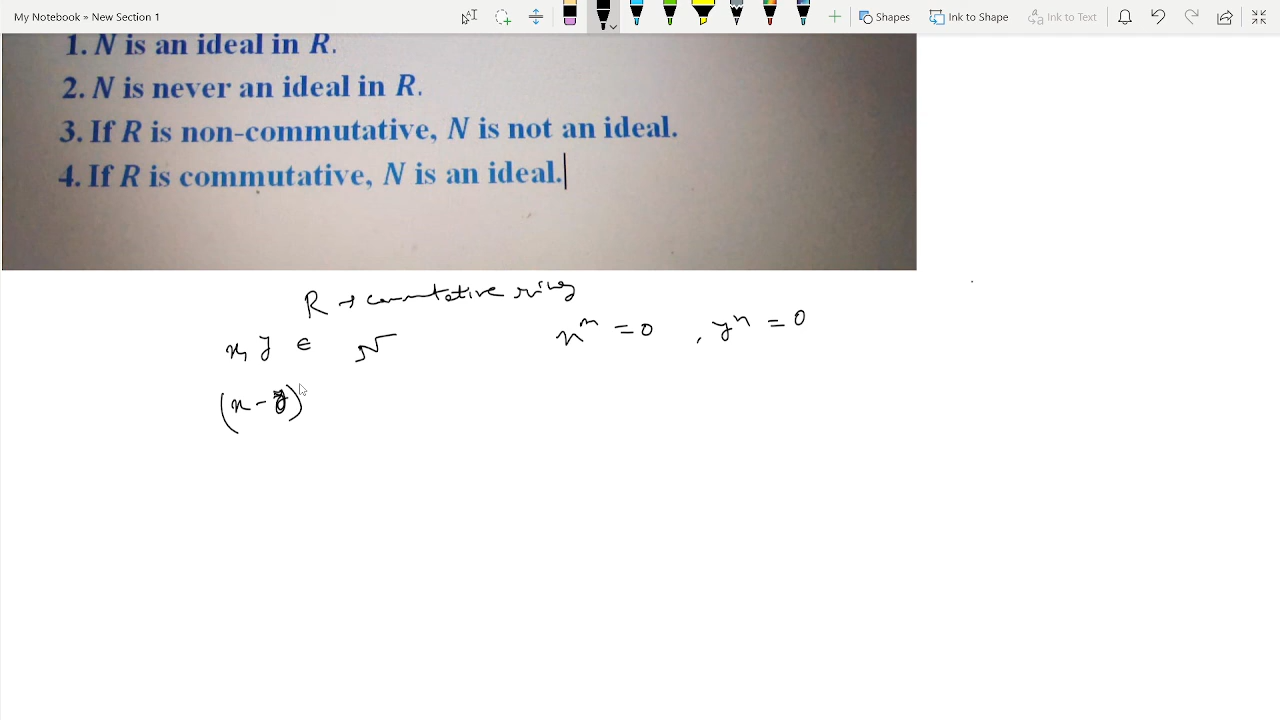 My Notebook » New Section 1
Shapes Ink to Shape Ink to Text
1. N is an ideal in R.
2. N is never an ideal in R.
3. If R is non-commutative, N is not an ideal.
4. If R is commutative, N is an ideal.
R → commutative ring
x, y ∈ N x^m = 0 , y^n = 0
(x - y)